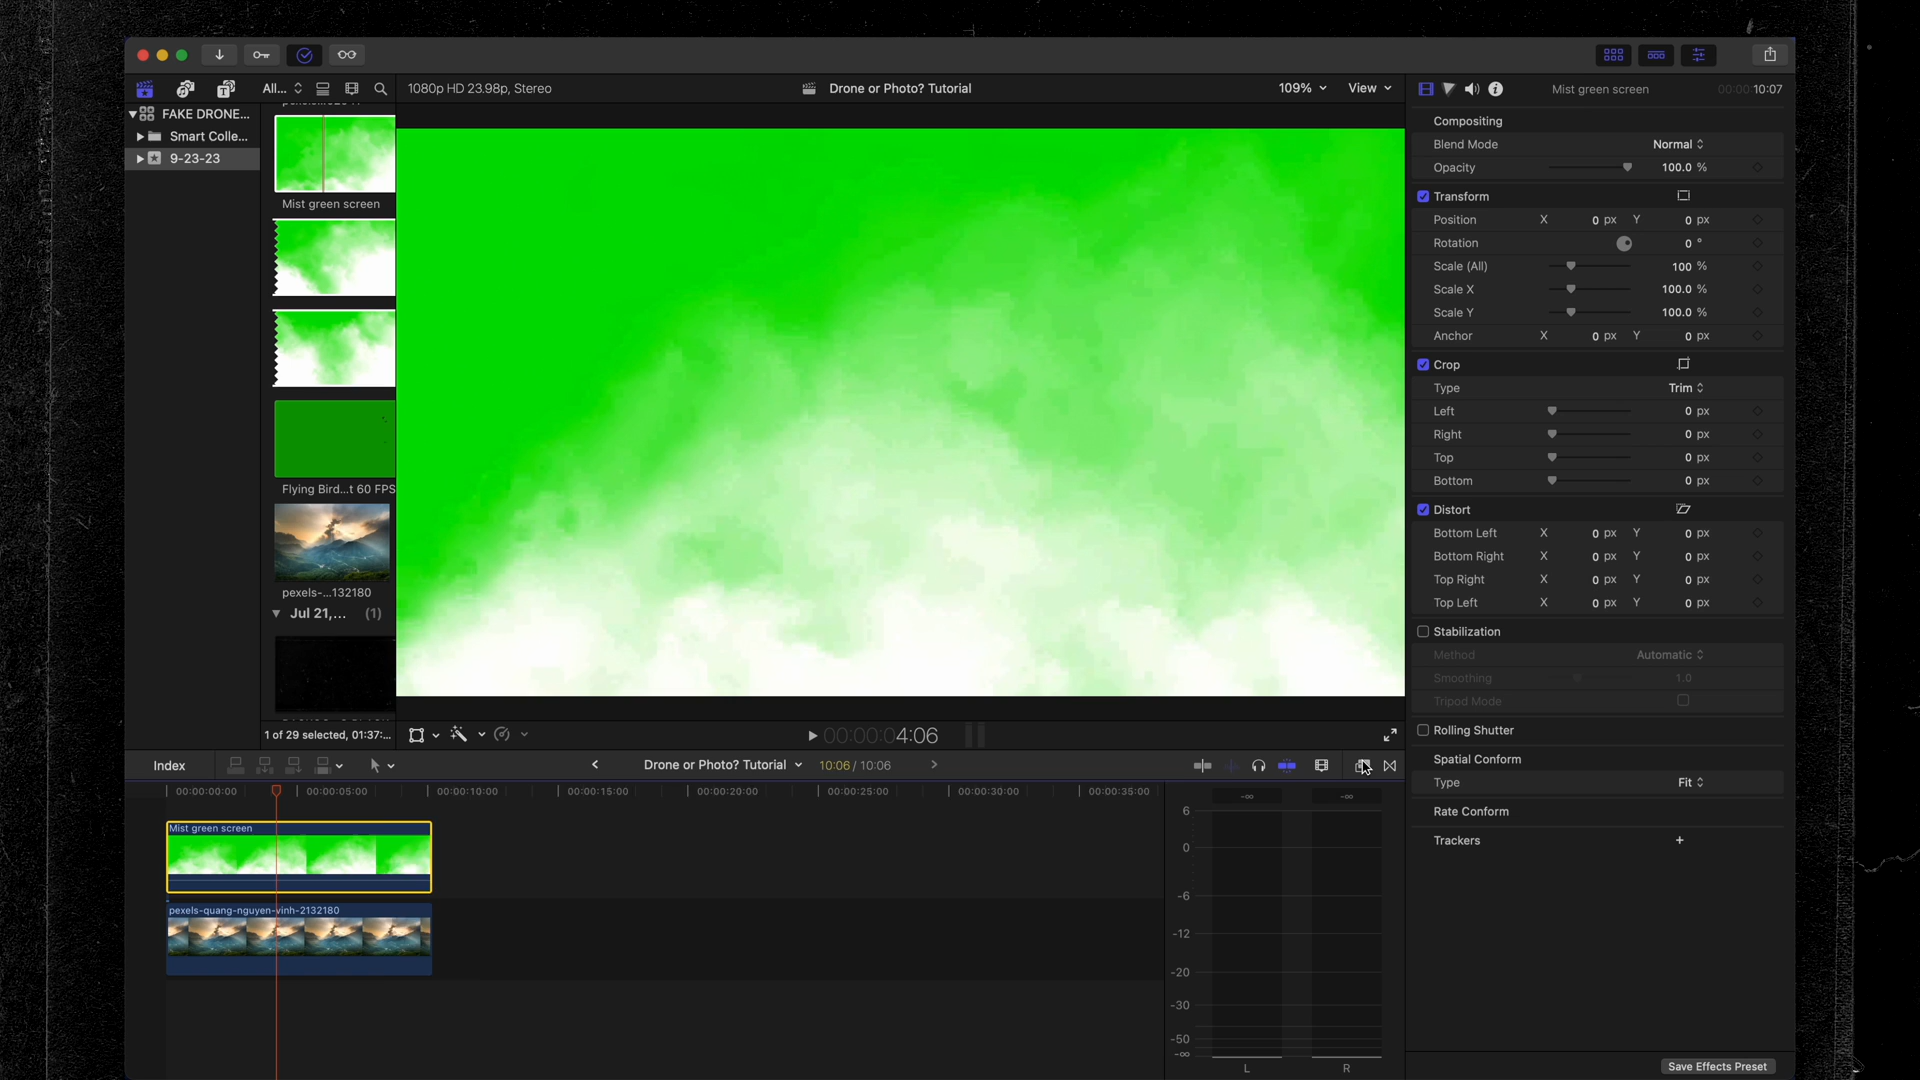 All...
1080p HD 23.98p, Stereo
Drone or Photo? Tutorial
109%
View
Mist green screen
00:00:10:07
FAKE DRONE...
Smart Colle...
9-23-23
Mist green screen
Flying Bird...t 60 FPS
pexels-...132180
Jul 21,... (1)
1 of 29 selected, 01:37:...
00:00:04:06
Compositing
Blend Mode Normal
Opacity 100.0 %
Transform
Position X 0 px Y 0 px
Rotation 0 °
Scale (All) 100 %
Scale X 100.0 %
Scale Y 100.0 %
Anchor X 0 px Y 0 px
Crop
Type Trim
Left 0 px
Right 0 px
Top 0 px
Bottom 0 px
Distort
Bottom Left X 0 px Y 0 px
Bottom Right X 0 px Y 0 px
Top Right X 0 px Y 0 px
Top Left X 0 px Y 0 px
Stabilization
Method Automatic
Smoothing 1.0
Tripod Mode
Rolling Shutter
Spatial Conform
Type Fit
Rate Conform
Trackers +
Save Effects Preset
Index
Drone or Photo? Tutorial
10:06 / 10:06
00:00:00:00
00:00:05:00
00:00:10:00
00:00:15:00
00:00:20:00
00:00:25:00
00:00:30:00
00:00:35:00
Mist green screen
pexels-quang-nguyen-vinh-2132180
-∞ -∞
6
0
-6
-12
-20
-30
-50
-∞
L R